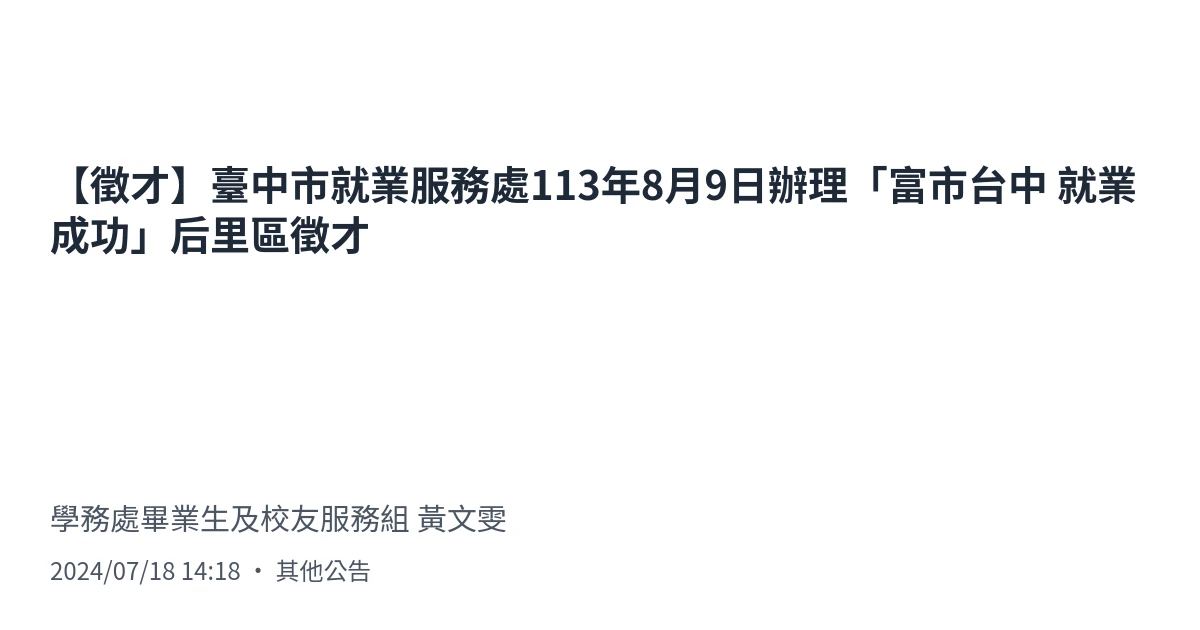 【徵才】臺中市就業服務處113年8月9日辦理「富市台中 就業
成功」后里區徵才
學務處畢業生及校友服務組 黃文雯
2024/07/18 14:18 • 其他公告